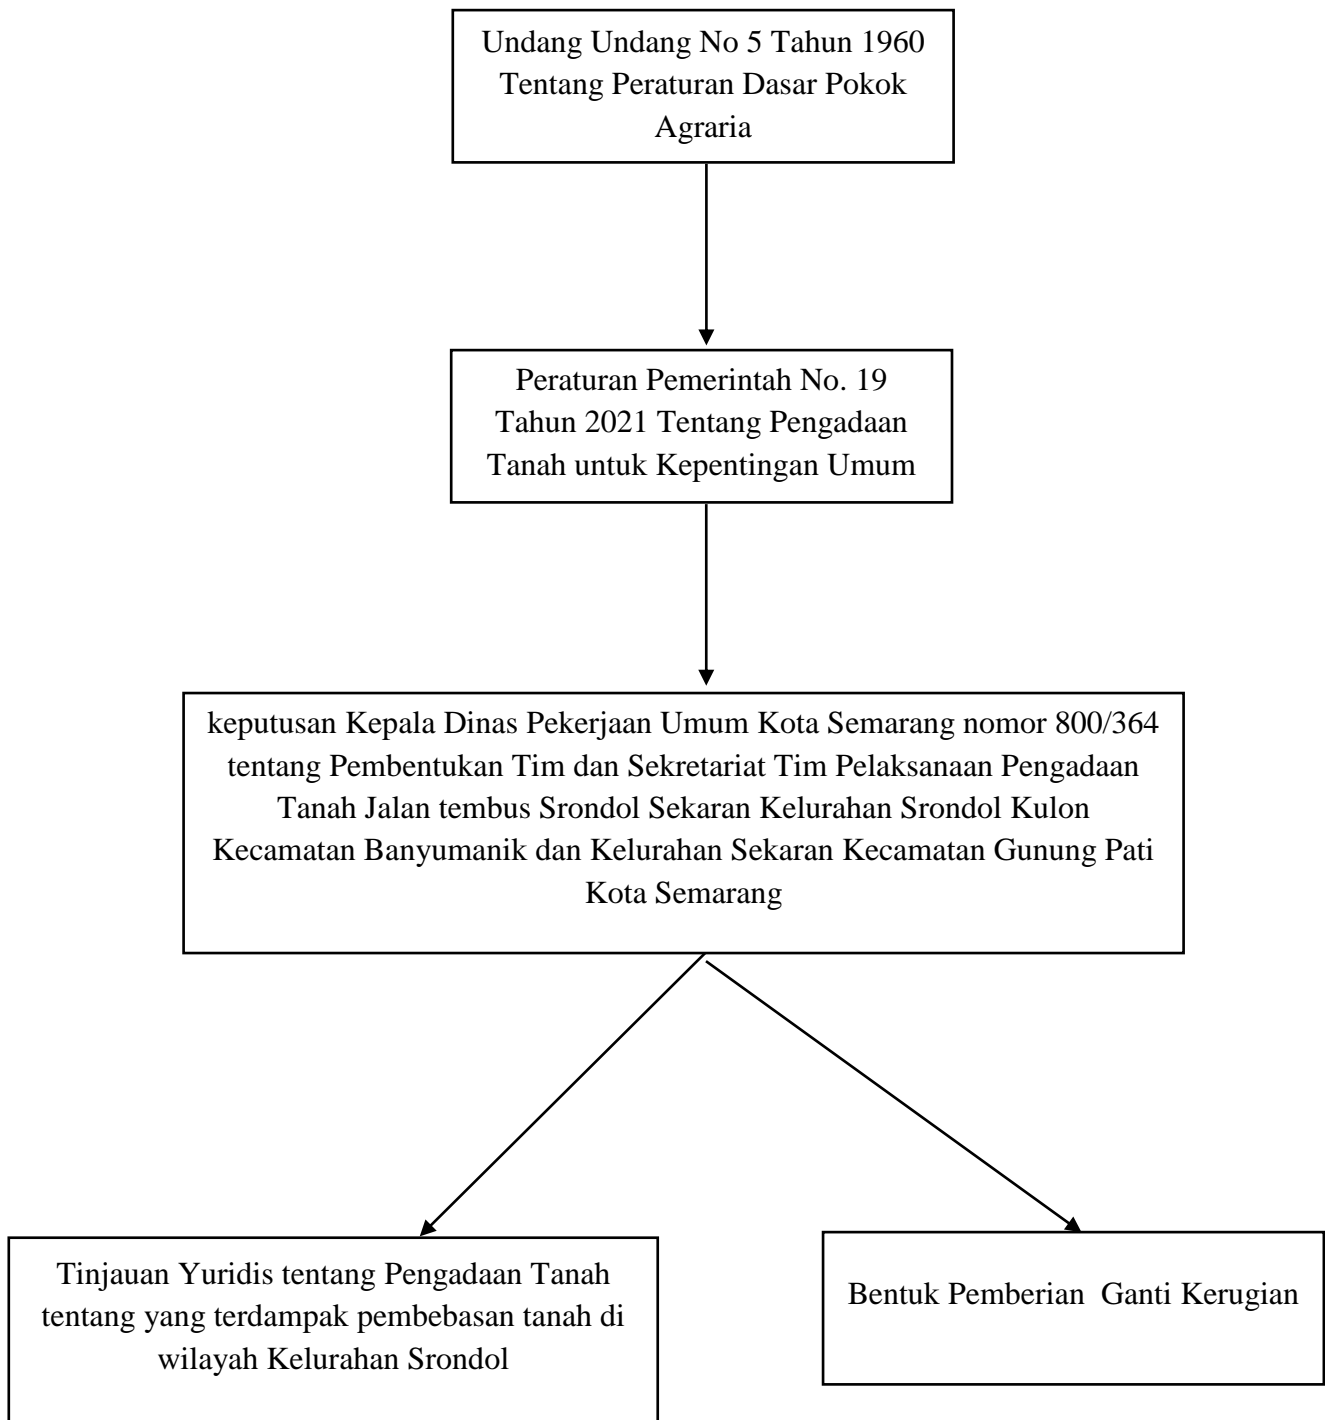 Undang Undang No 5 Tahun 1960
Tentang Peraturan Dasar Pokok
Agraria
Peraturan Pemerintah No. 19
Tahun 2021 Tentang Pengadaan
Tanah untuk Kepentingan Umum
keputusan Kepala Dinas Pekerjaan Umum Kota Semarang nomor 800/364
tentang Pembentukan Tim dan Sekretariat Tim Pelaksanaan Pengadaan
Tanah Jalan tembus Srondol Sekaran Kelurahan Srondol Kulon
Kecamatan Banyumanik dan Kelurahan Sekaran Kecamatan Gunung Pati
Kota Semarang
Tinjauan Yuridis tentang Pengadaan Tanah
tentang yang terdampak pembebasan tanah di
wilayah Kelurahan Srondol
Bentuk Pemberian  Ganti Kerugian